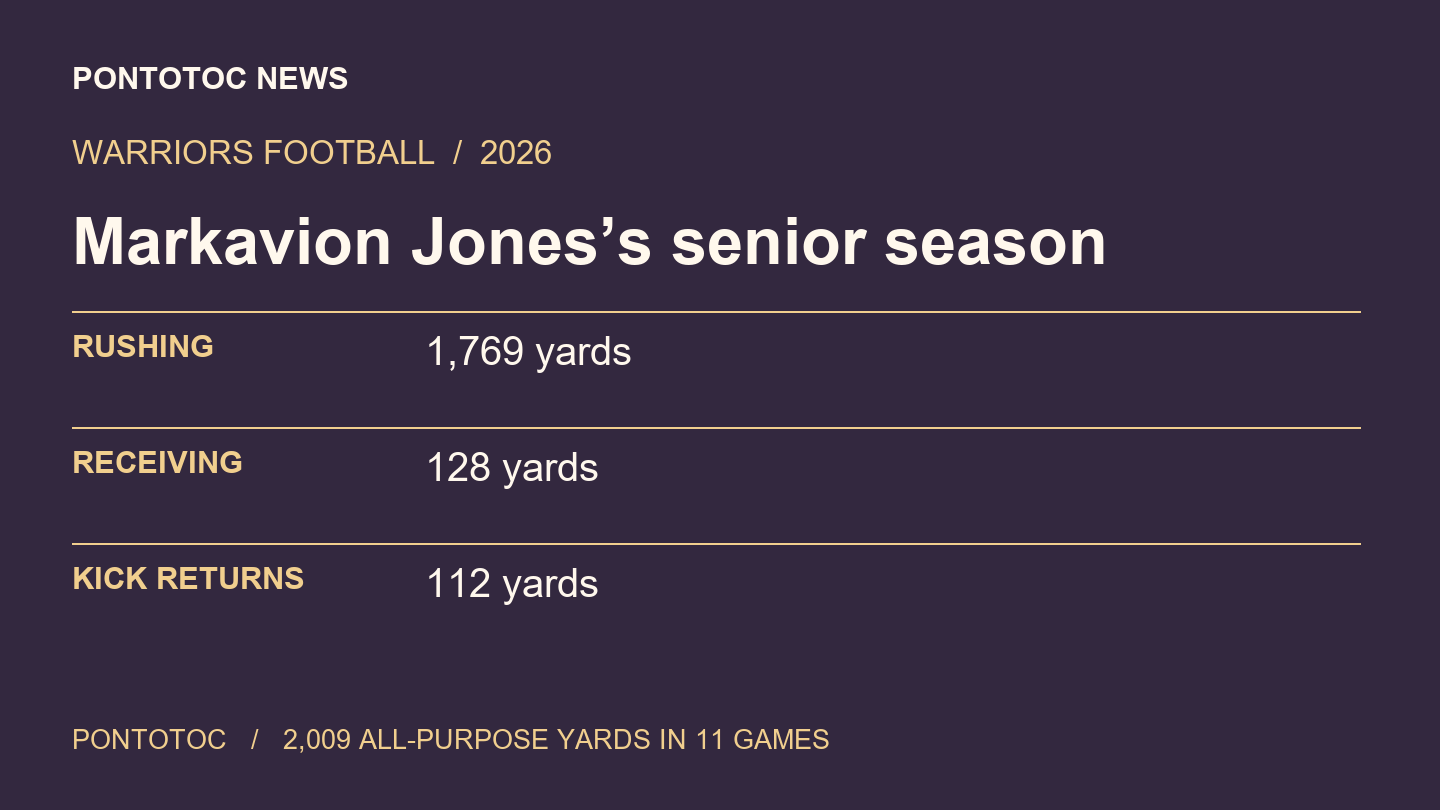 PONTOTOC NEWS
WARRIORS FOOTBALL / 2026
Markavion Jones’s senior season
RUSHING 1,769 yards
RECEIVING 128 yards
KICK RETURNS 112 yards
PONTOTOC / 2,009 ALL-PURPOSE YARDS IN 11 GAMES